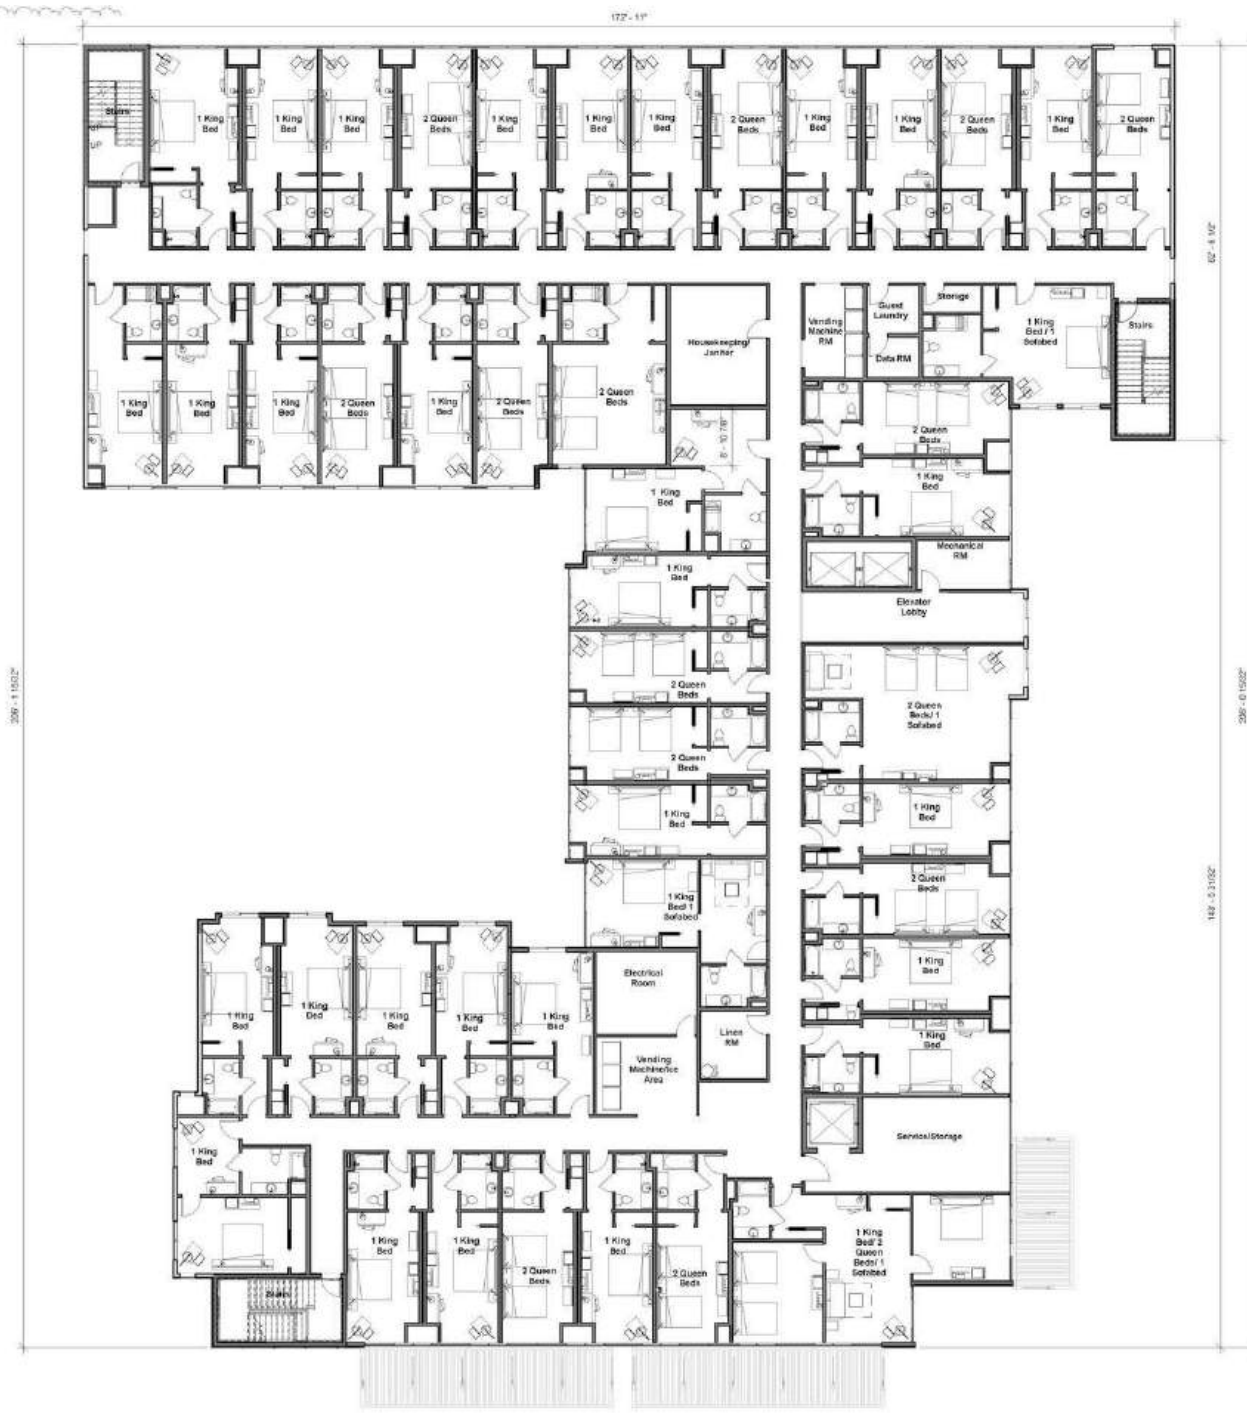 172' - 11"
Stairs
UP
1 King
Bed
1 King
Bed
1 King
Bed
2 Queen
Beds
1 King
Bed
1 King
Bed
1 King
Bed
2 Queen
Beds
1 King
Bed
1 King
Bed
2 Queen
Beds
1 King
Bed
2 Queen
Beds
1 King
Bed
1 King
Bed
1 King
Bed
2 Queen
Beds
1 King
Bed
2 Queen
Beds
2 Queen
Beds
Housekeeping/
Janitor
Vending
Machine
RM
Guest
Laundry
Data RM
Storage
1 King
Bed / 1
Sofabed
Stairs
2 Queen
Beds
1 King
Bed
1 King
Bed
8' - 10 7/8"
Mechanical
RM
Elevator
Lobby
1 King
Bed
2 Queen
Beds
2 Queen
Beds
1 King
Bed
1 King
Bed/ 1
Sofabed
2 Queen
Beds/ 1
Sofabed
1 King
Bed
2 Queen
Beds
1 King
Bed
1 King
Bed
1 King
Bed
1 King
Bed
1 King
Bed
1 King
Bed
1 King
Bed
Electrical
Room
Linen
RM
Vending
Machine/Ice
Area
Service/Storage
1 King
Bed
1 King
Bed
1 King
Bed
2 Queen
Beds
1 King
Bed
2 Queen
Beds
1 King
Bed/ 2
Queen
Beds/ 1
Sofabed
Stairs